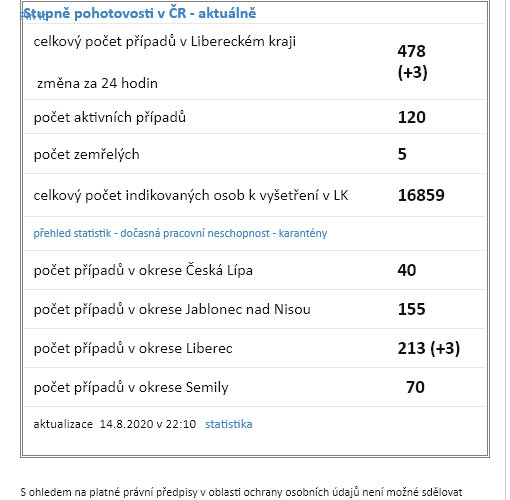 Stupně pohotovosti v ČR - aktuálně
celkový počet případů v Libereckém kraji
478
(+3)
změna za 24 hodin
počet aktivních případů 120
počet zemřelých 5
celkový počet indikovaných osob k vyšetření v LK 16859
přehled statistik - dočasná pracovní neschopnost - karantény
počet případů v okrese Česká Lípa 40
počet případů v okrese Jablonec nad Nisou 155
počet případů v okrese Liberec 213 (+3)
počet případů v okrese Semily 70
aktualizace 14.8.2020 v 22:10 statistika
S ohledem na platné právní předpisy v oblasti ochrany osobních údajů není možné sdělovat